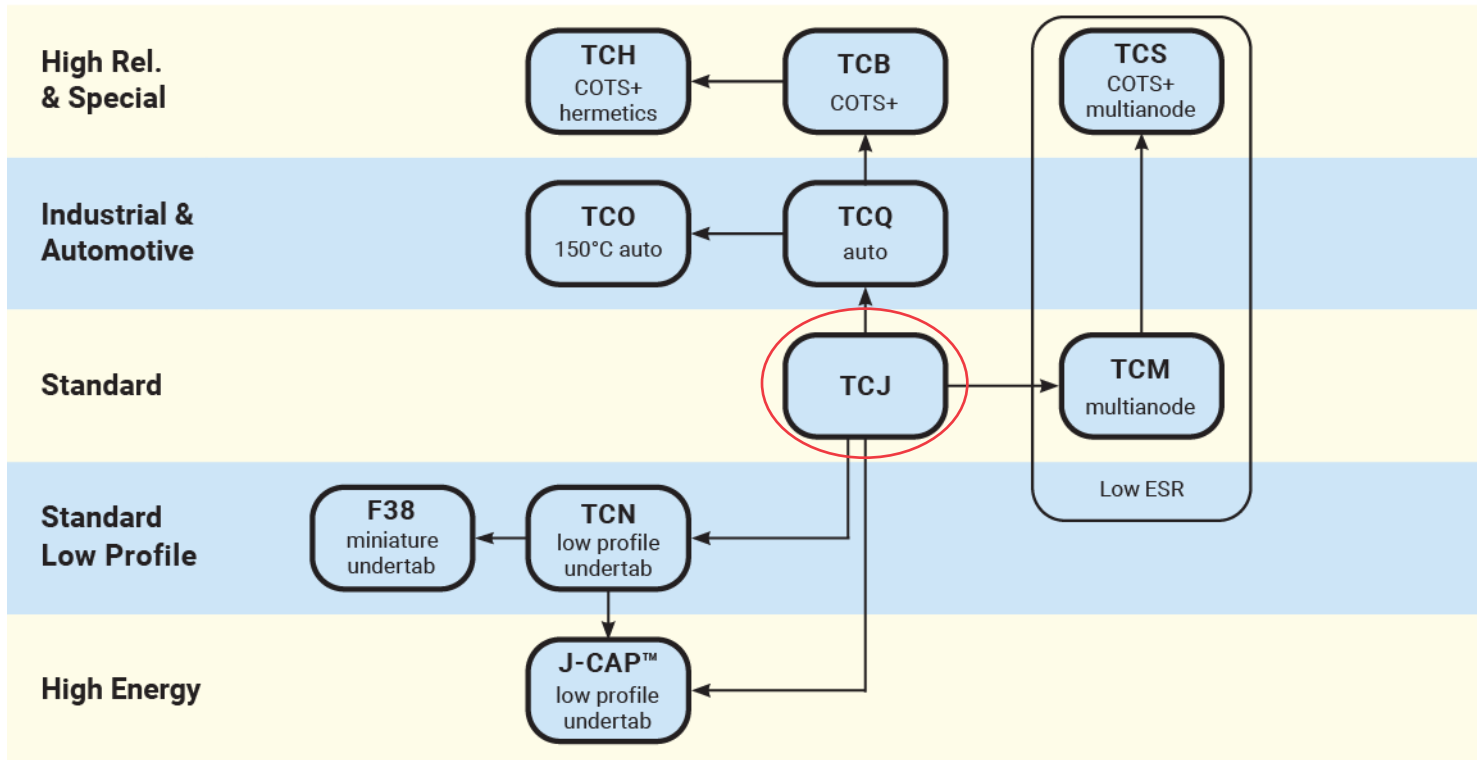 High Rel.
& Special
TCH
COTS+
hermetics
TCB
COTS+
TCS
COTS+
multianode
Industrial &
Automotive
TCO
150°C auto
TCQ
auto
Standard
TCJ
TCM
multianode
Standard
Low Profile
F38
miniature
undertab
TCN
low profile
undertab
Low ESR
High Energy
J-CAP™
low profile
undertab